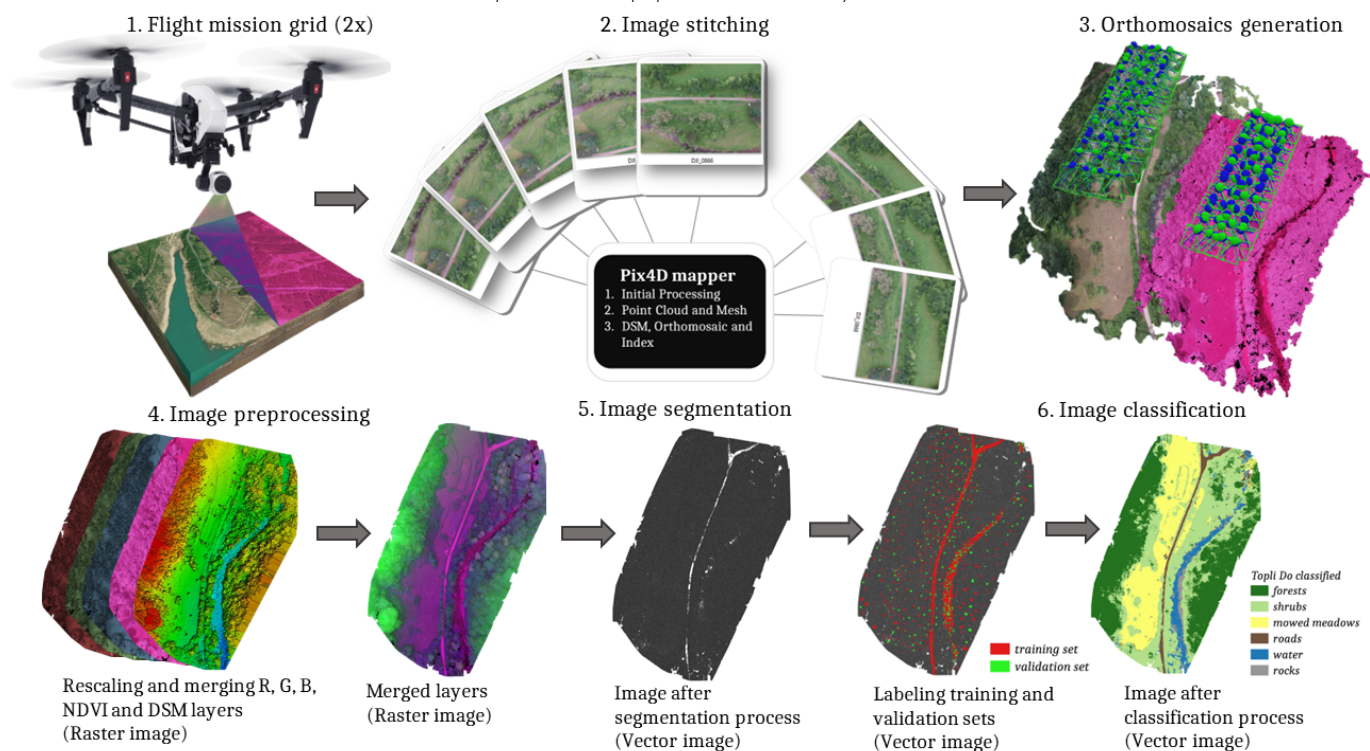 1. Flight mission grid (2x)
2. Image stitching
3. Orthomosaics generation
DJI_0866
Pix4D mapper
1. Initial Processing
2. Point Cloud and Mesh
3. DSM, Orthomosaic and
Index
4. Image preprocessing
5. Image segmentation
6. Image classification
Rescaling and merging R, G, B,
NDVI and DSM layers
(Raster image)
Merged layers
(Raster image)
Image after
segmentation process
(Vector image)
training set
validation set
Labeling training and
validation sets
(Vector image)
Topli Do classified
forests
shrubs
mowed meadows
roads
water
rocks
Image after
classification process
(Vector image)